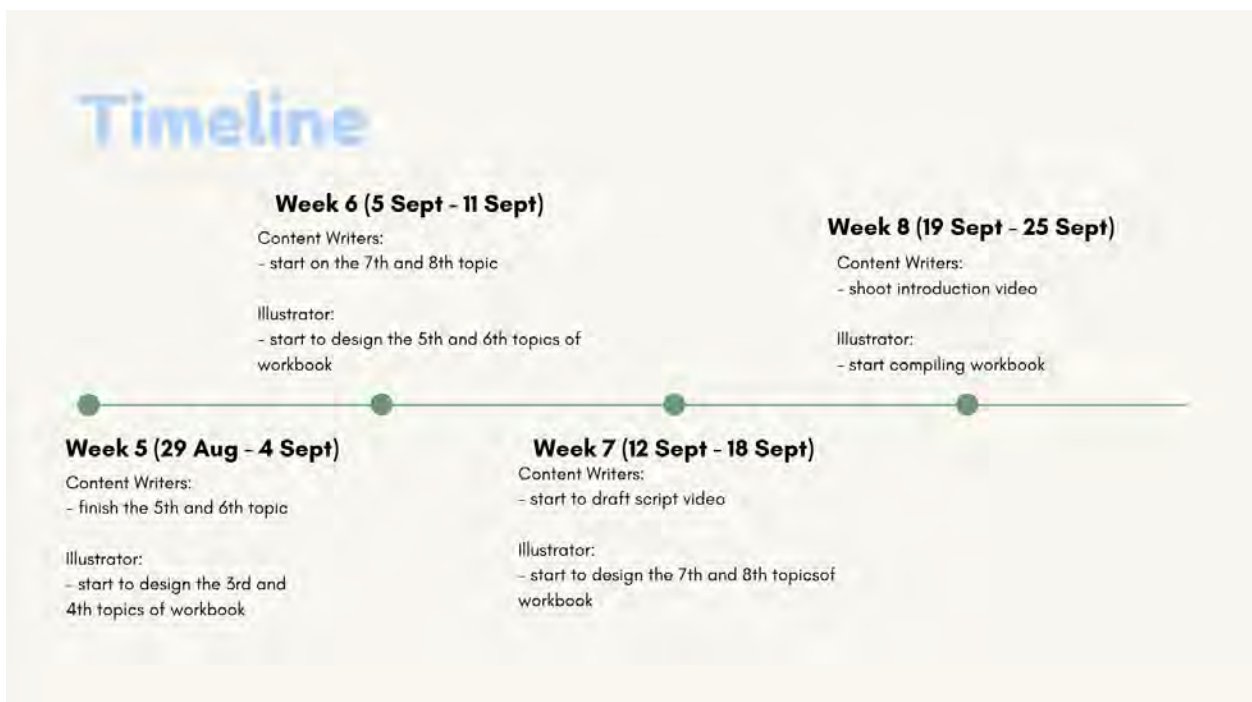 Timeline
Week 5 (29 Aug - 4 Sept)
Content Writers:
- finish the 5th and 6th topic
Illustrator:
- start to design the 3rd and
4th topics of workbook
Week 6 (5 Sept - 11 Sept)
Content Writers:
- start on the 7th and 8th topic
Illustrator:
- start to design the 5th and 6th topics of
workbook
Week 7 (12 Sept - 18 Sept)
Content Writers:
- start to draft script video
Illustrator:
- start to design the 7th and 8th topicsof
workbook
Week 8 (19 Sept - 25 Sept)
Content Writers:
- shoot introduction video
Illustrator:
- start compiling workbook